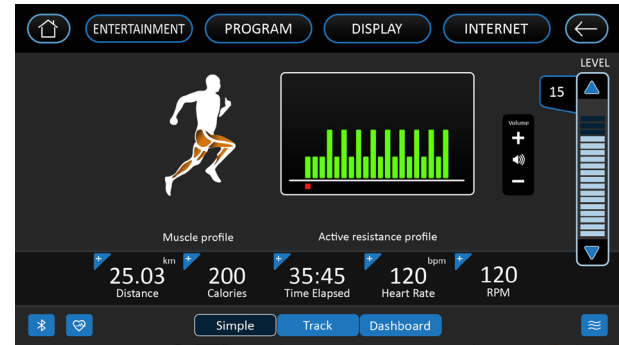 ENTERTAINMENT
PROGRAM
DISPLAY
INTERNET
LEVEL
15
Volume
Muscle profile
Active resistance profile
km
25.03
Distance
200
Calories
35:45
Time Elapsed
bpm
120
Heart Rate
120
RPM
Simple
Track
Dashboard